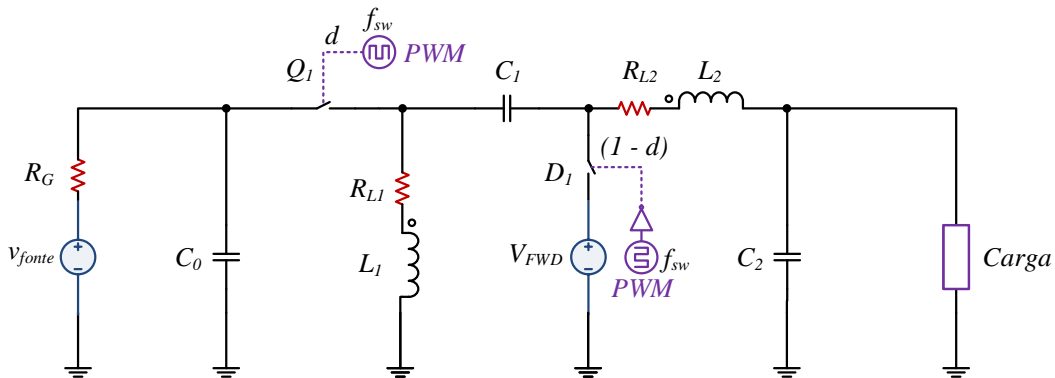 f_sw
d
PWM
Q_1
C_1
R_L2
L_2
(1 - d)
R_G
R_L1
D_1
v_fonte
C_0
L_1
V_FWD
f_sw
PWM
C_2
Carga